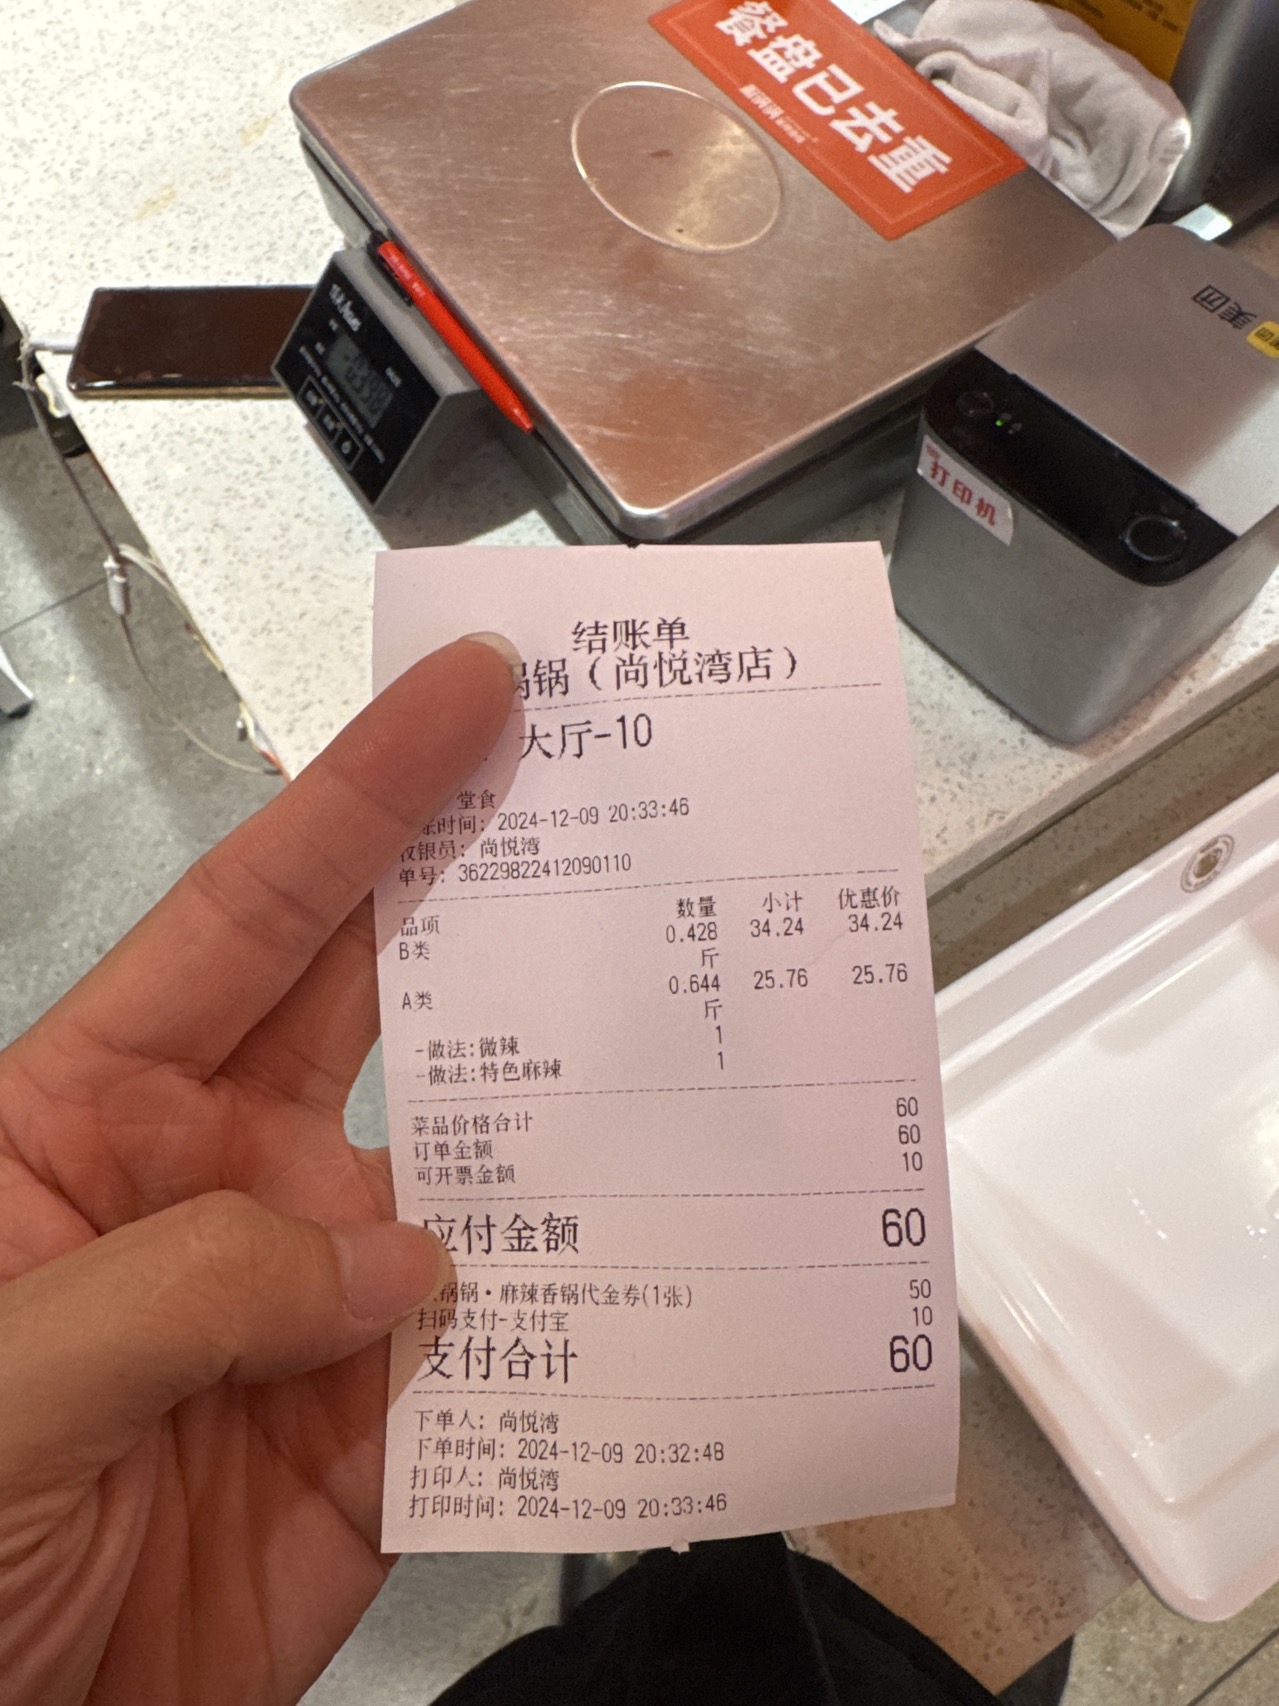 餐盘已去重
美团
打印机
结账单
锅锅（尚悦湾店）
大厅-10
堂食
时间: 2024-12-09 20:33:46
收银员: 尚悦湾
单号: 36229822412090110
品项 数量 小计 优惠价
B类 0.428 34.24 34.24
斤
A类 0.644 25.76 25.76
斤
-做法:微辣 1
-做法:特色麻辣 1
菜品价格合计 60
订单金额 60
可开票金额 10
应付金额 60
锅锅·麻辣香锅代金券(1张) 50
扫码支付-支付宝 10
支付合计 60
下单人: 尚悦湾
下单时间: 2024-12-09 20:32:48
打印人: 尚悦湾
打印时间: 2024-12-09 20:33:46